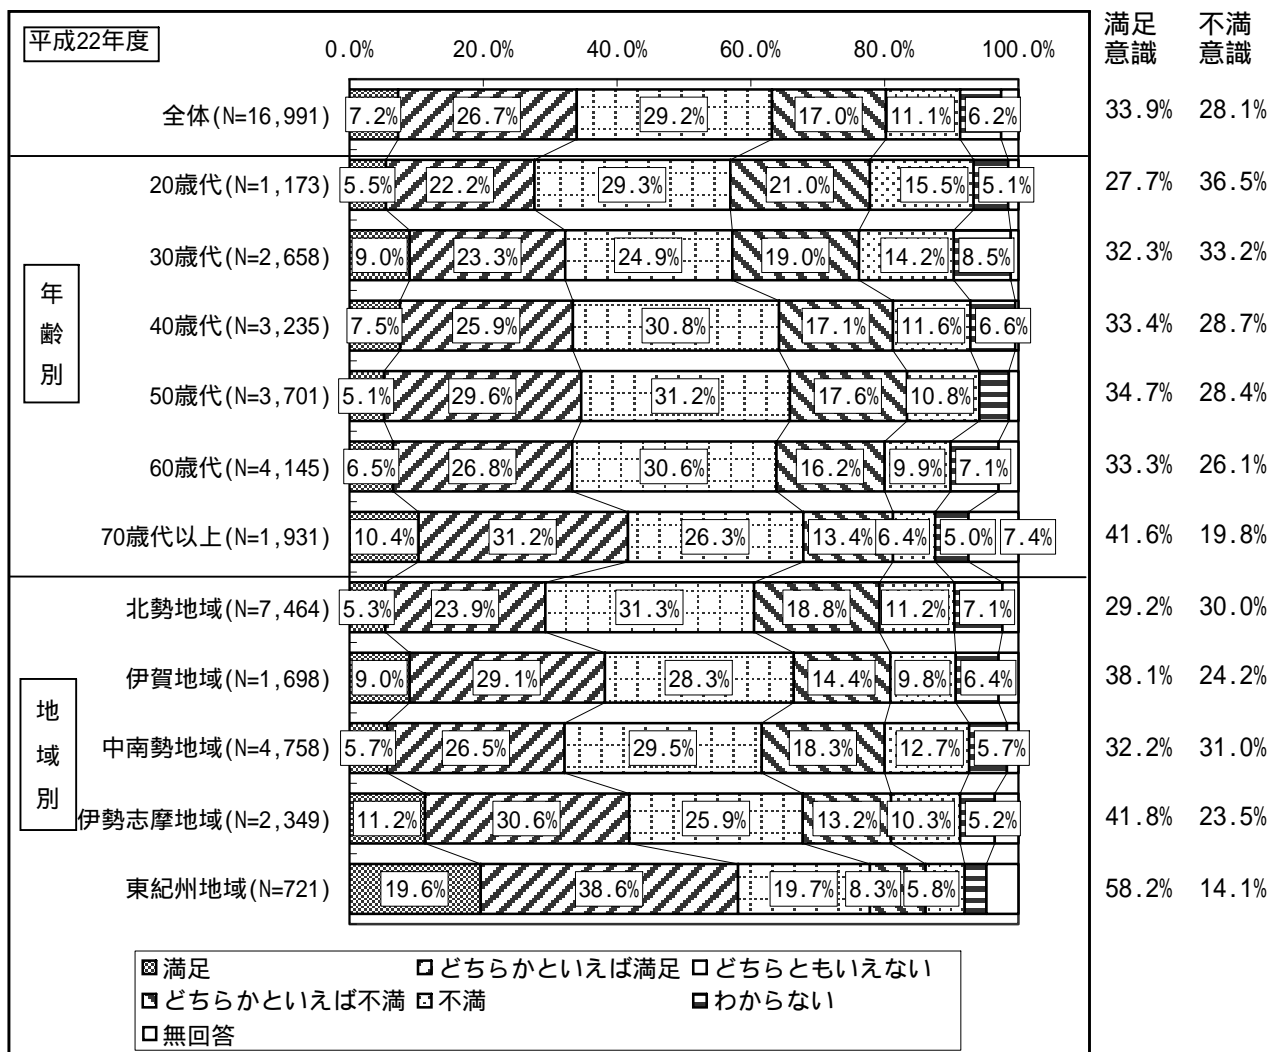 平成22年度
0.0% 20.0% 40.0% 60.0% 80.0% 100.0%
満足意識 不満意識
全体(N=16,991) 7.2% 26.7% 29.2% 17.0% 11.1% 6.2% 33.9% 28.1%
年齢別
20歳代(N=1,173) 5.5% 22.2% 29.3% 21.0% 15.5% 5.1% 27.7% 36.5%
30歳代(N=2,658) 9.0% 23.3% 24.9% 19.0% 14.2% 8.5% 32.3% 33.2%
40歳代(N=3,235) 7.5% 25.9% 30.8% 17.1% 11.6% 6.6% 33.4% 28.7%
50歳代(N=3,701) 5.1% 29.6% 31.2% 17.6% 10.8% 34.7% 28.4%
60歳代(N=4,145) 6.5% 26.8% 30.6% 16.2% 9.9% 7.1% 33.3% 26.1%
70歳代以上(N=1,931) 10.4% 31.2% 26.3% 13.4% 6.4% 5.0% 7.4% 41.6% 19.8%
地域別
北勢地域(N=7,464) 5.3% 23.9% 31.3% 18.8% 11.2% 7.1% 29.2% 30.0%
伊賀地域(N=1,698) 9.0% 29.1% 28.3% 14.4% 9.8% 6.4% 38.1% 24.2%
中南勢地域(N=4,758) 5.7% 26.5% 29.5% 18.3% 12.7% 5.7% 32.2% 31.0%
伊勢志摩地域(N=2,349) 11.2% 30.6% 25.9% 13.2% 10.3% 5.2% 41.8% 23.5%
東紀州地域(N=721) 19.6% 38.6% 19.7% 8.3% 5.8% 58.2% 14.1%
満足 どちらかといえば満足 どちらともいえない
どちらかといえば不満 不満 わからない
無回答